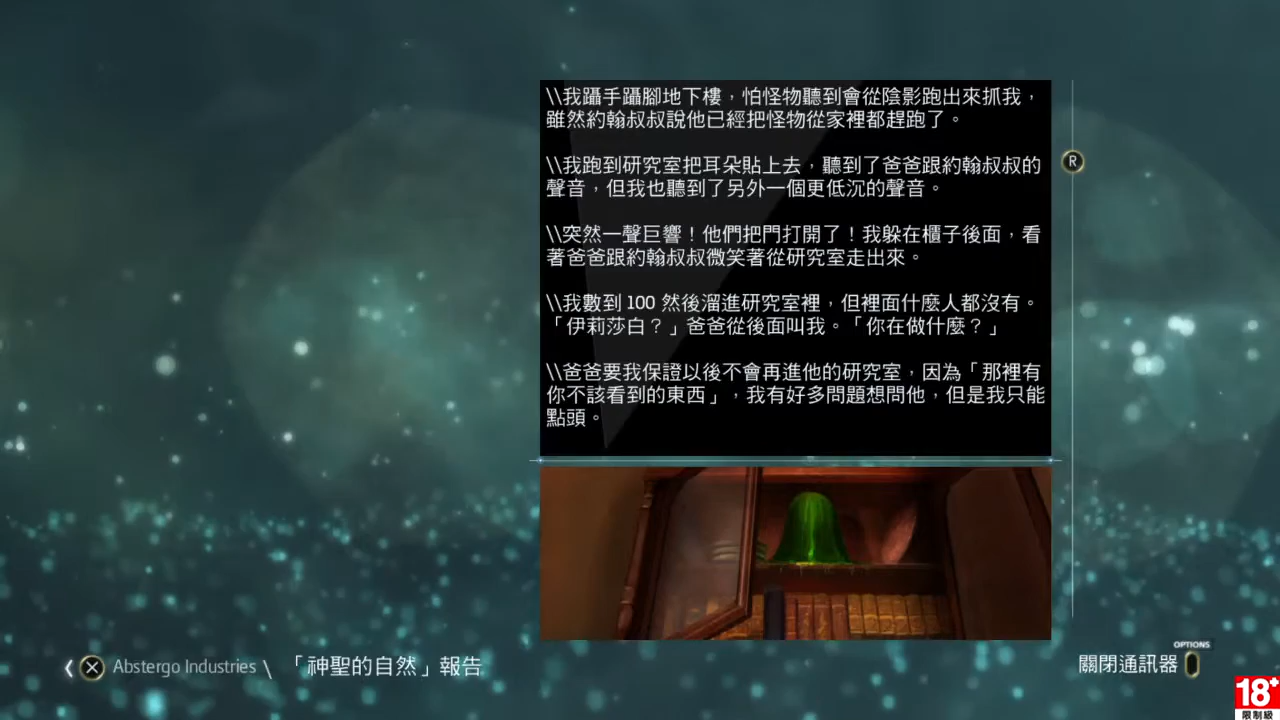 \\我躡手躡腳地下樓，怕怪物聽到會從陰影跑出來抓我，
雖然約翰叔叔說他已經把怪物從家裡都趕跑了。
\\我跑到研究室把耳朵貼上去，聽到了爸爸跟約翰叔叔的
聲音，但我也聽到了另外一個更低沉的聲音。
\\突然一聲巨響！他們把門打開了！我躲在櫃子後面，看
著爸爸跟約翰叔叔微笑著從研究室走出來。
\\我數到 100 然後溜進研究室裡，但裡面什麼人都沒有。
「伊莉莎白？」爸爸從後面叫我。「你在做什麼？」
\\爸爸要我保證以後不會再進他的研究室，因為「那裡有
你不該看到的東西」，我有好多問題想問他，但是我只能
點頭。
R
Abstergo Industries \ 「神聖的自然」報告
OPTIONS
關閉通訊器
18+
限制級